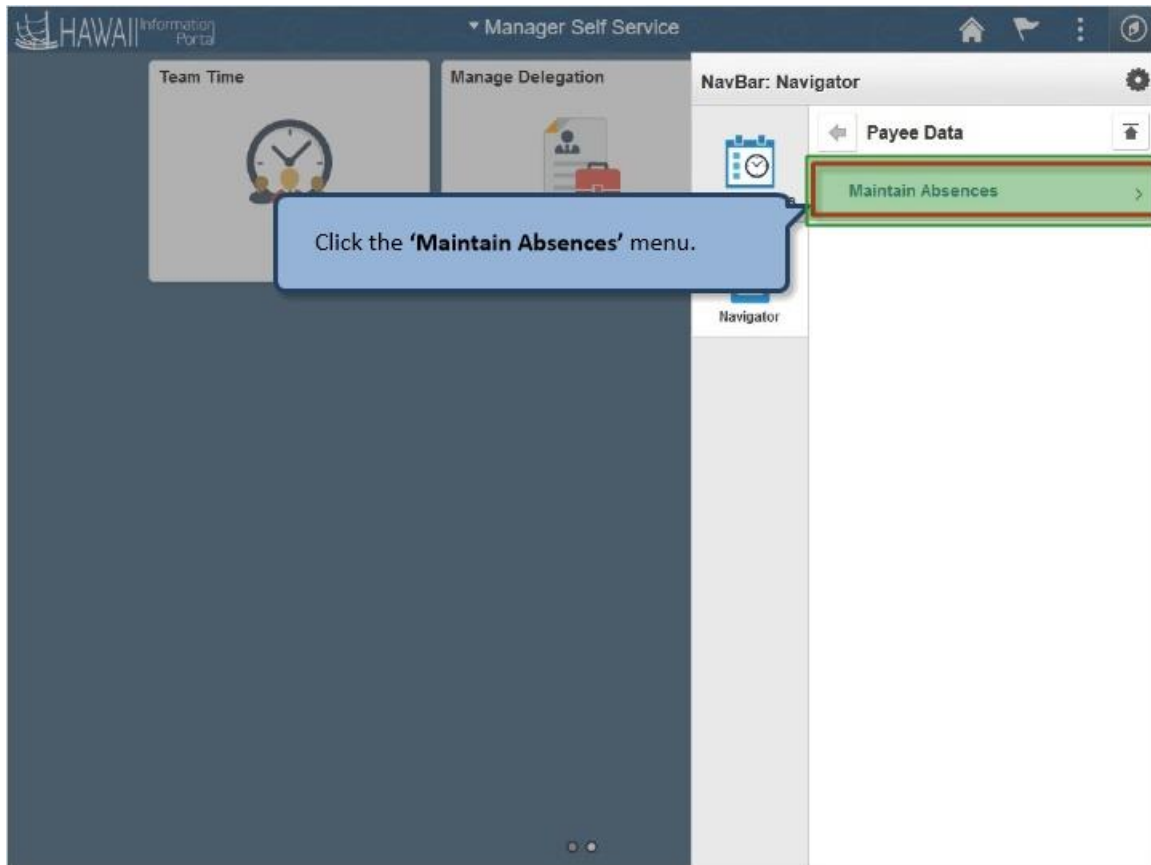 HAWAII Information Portal
Manager Self Service
Team Time
Manage Delegation
NavBar: Navigator
Payee Data
Maintain Absences
Click the ‘Maintain Absences’ menu.
Navigator